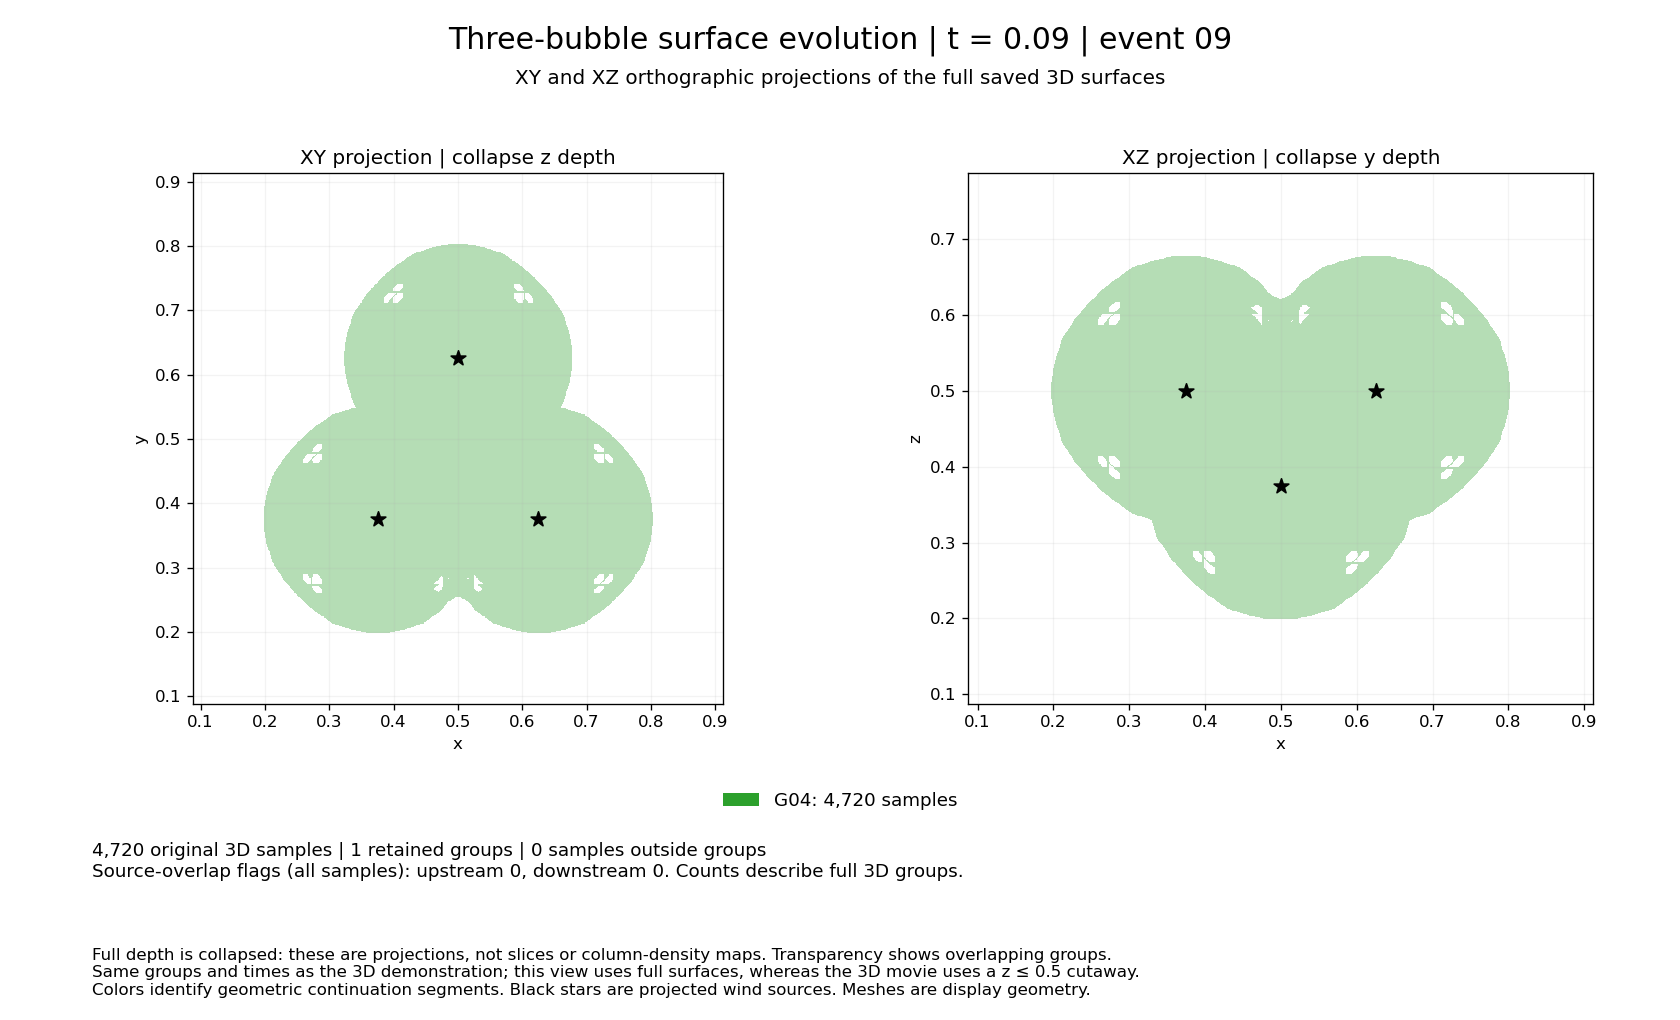 Three-bubble surface evolution | t = 0.09 | event 09
XY and XZ orthographic projections of the full saved 3D surfaces
XY projection | collapse z depth
0.9
0.8
0.7
0.6
0.5
0.4
0.3
0.2
0.1
y
0.1 0.2 0.3 0.4 0.5 0.6 0.7 0.8 0.9
x
XZ projection | collapse y depth
0.7
0.6
0.5
0.4
0.3
0.2
0.1
z
0.1 0.2 0.3 0.4 0.5 0.6 0.7 0.8 0.9
x
G04: 4,720 samples
4,720 original 3D samples | 1 retained groups | 0 samples outside groups
Source-overlap flags (all samples): upstream 0, downstream 0. Counts describe full 3D groups.
Full depth is collapsed: these are projections, not slices or column-density maps. Transparency shows overlapping groups.
Same groups and times as the 3D demonstration; this view uses full surfaces, whereas the 3D movie uses a z ≤ 0.5 cutaway.
Colors identify geometric continuation segments. Black stars are projected wind sources. Meshes are display geometry.